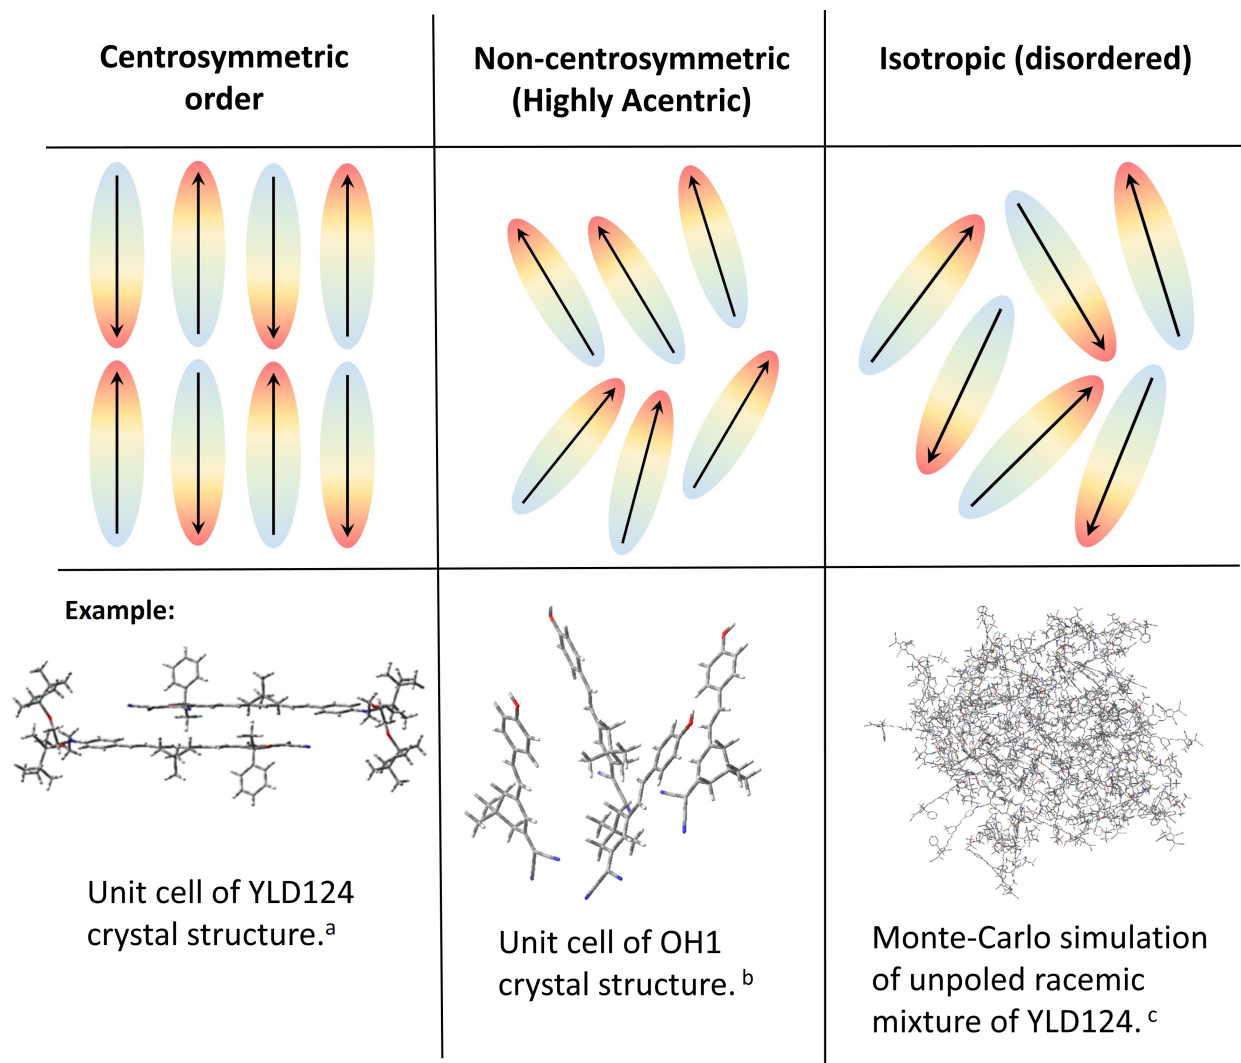 Centrosymmetric
order
Non-centrosymmetric
(Highly Acentric)
Isotropic (disordered)
Example:
Unit cell of YLD124
crystal structure.ᵃ
Unit cell of OH1
crystal structure. ᵇ
Monte-Carlo simulation
of unpoled racemic
mixture of YLD124. ᶜ